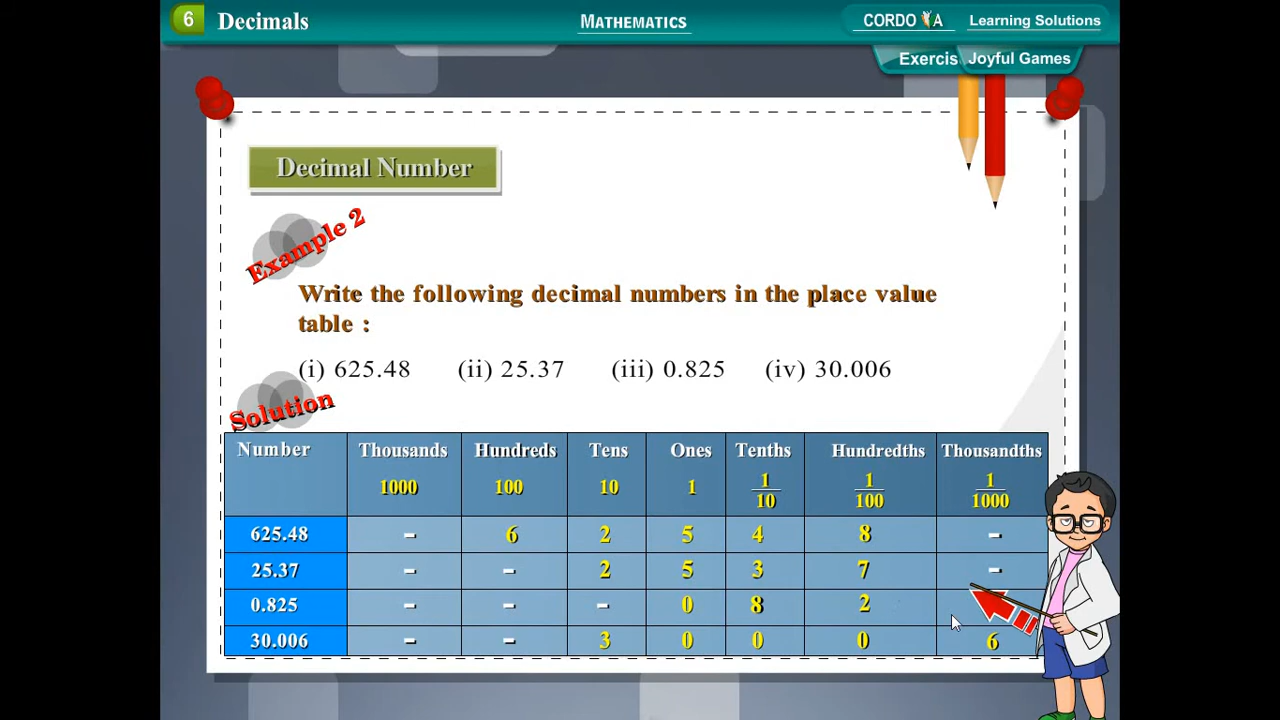 6 Decimals
MATHEMATICS
CORDOVA
Learning Solutions
Exercis
Joyful Games
Decimal Number
Example 2
Write the following decimal numbers in the place value
table :
(i) 625.48 (ii) 25.37 (iii) 0.825 (iv) 30.006
Solution
Number Thousands Hundreds Tens Ones Tenths Hundredths Thousandths
1000 100 10 1 1/10 1/100 1/1000
625.48 - 6 2 5 4 8 -
25.37 - - 2 5 3 7 -
0.825 - - - 0 8 2
30.006 - - 3 0 0 0 6